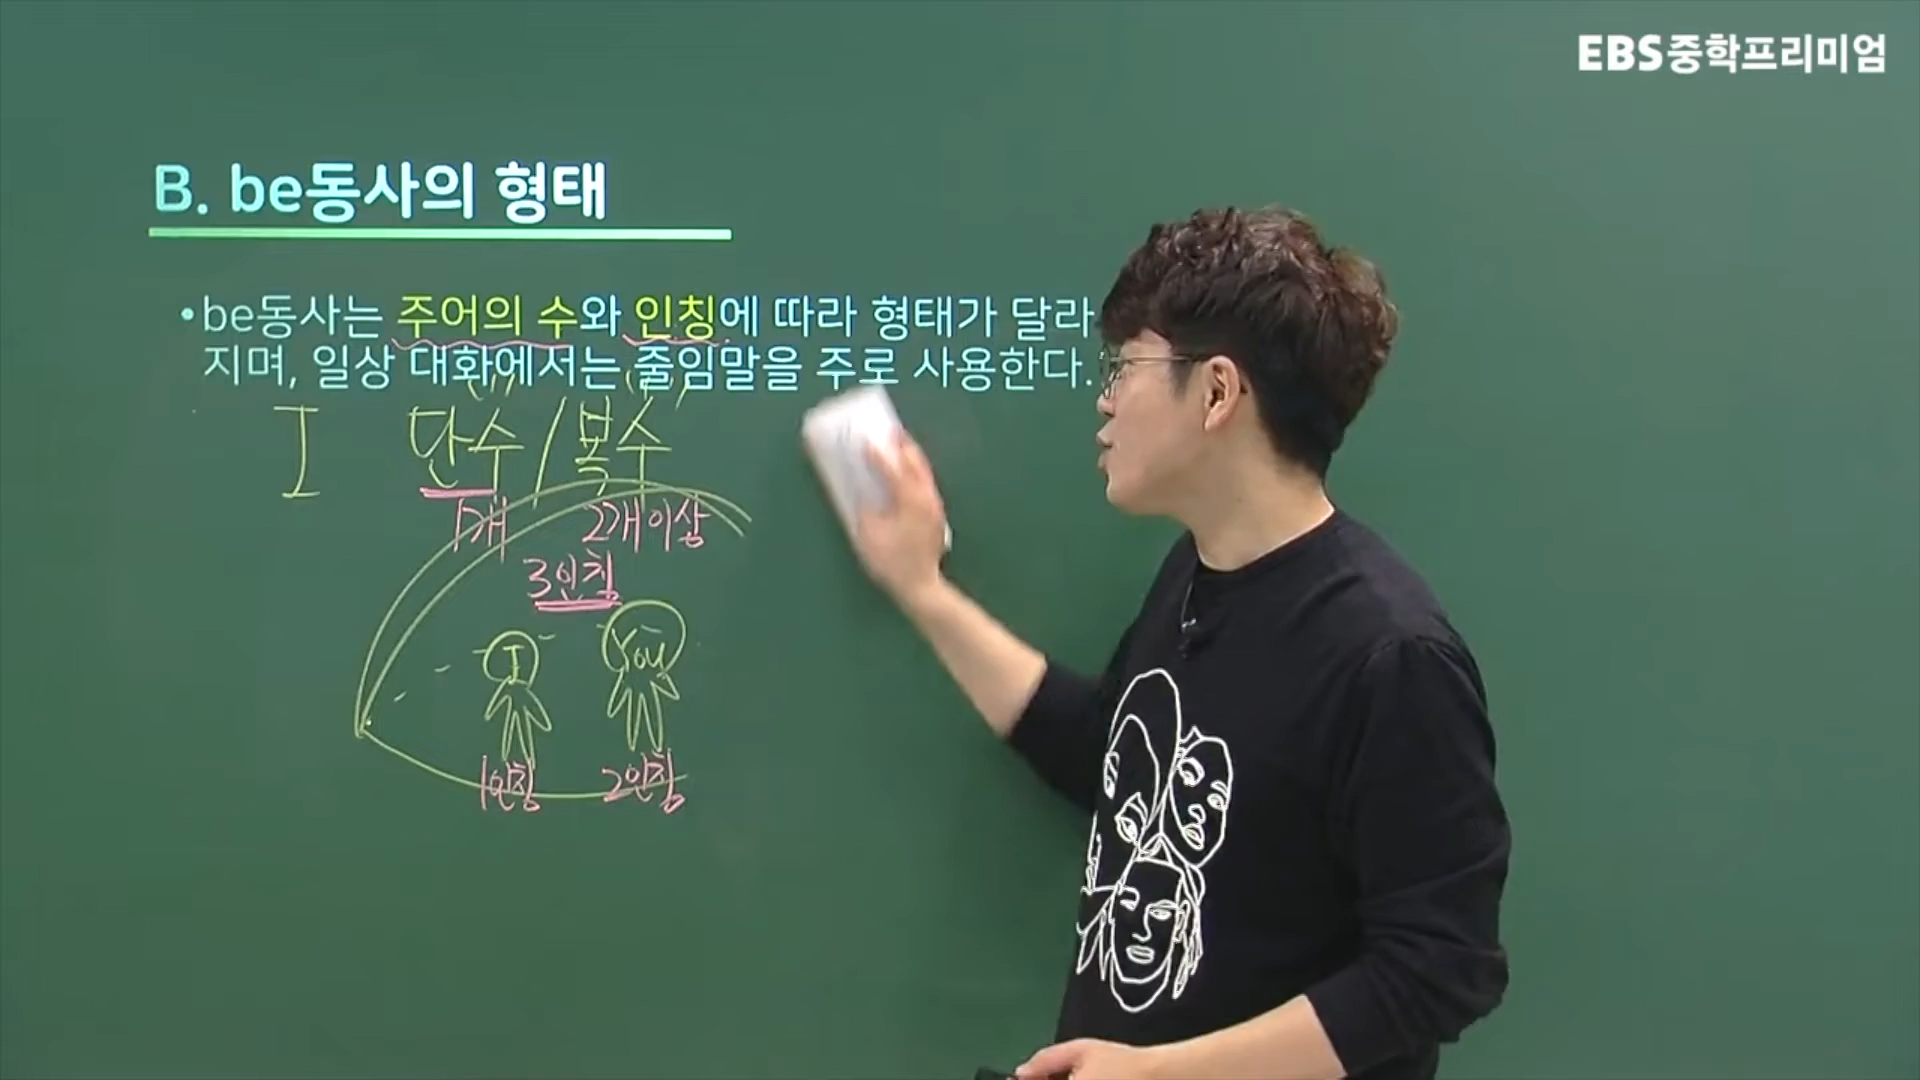 EBS중학프리미엄
B. be동사의 형태
•be동사는 주어의 수와 인칭에 따라 형태가 달라
지며, 일상 대화에서는 줄임말을 주로 사용한다.
I 단수 / 복수
1개 2개이상
3인칭
I You
1인칭 2인칭